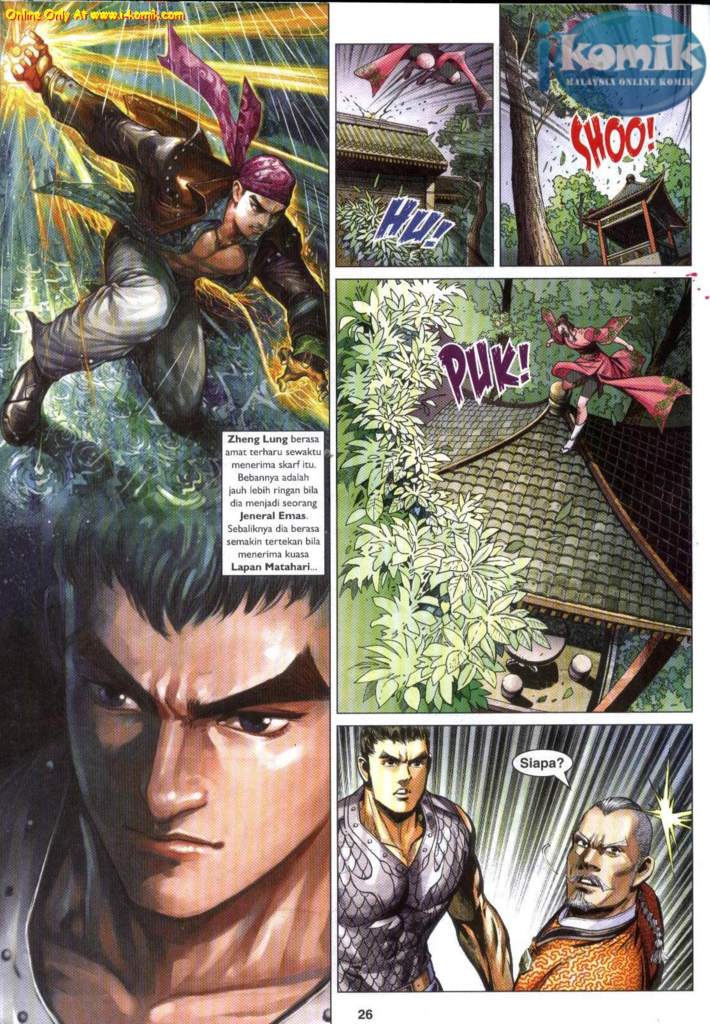 Online Only At www.i-komik.com
ikomik
MALAYSIA ONLINE KOMIK
HU!
SHOO!
PUK!
Zheng Lung berasa
amat terharu sewaktu
menerima skarf itu.
Bebannya adalah
jauh lebih ringan bila
dia menjadi seorang
Jeneral Emas.
Sebaliknya dia berasa
semakin tertekan bila
menerima kuasa
Lapan Matahari...
Siapa?
26